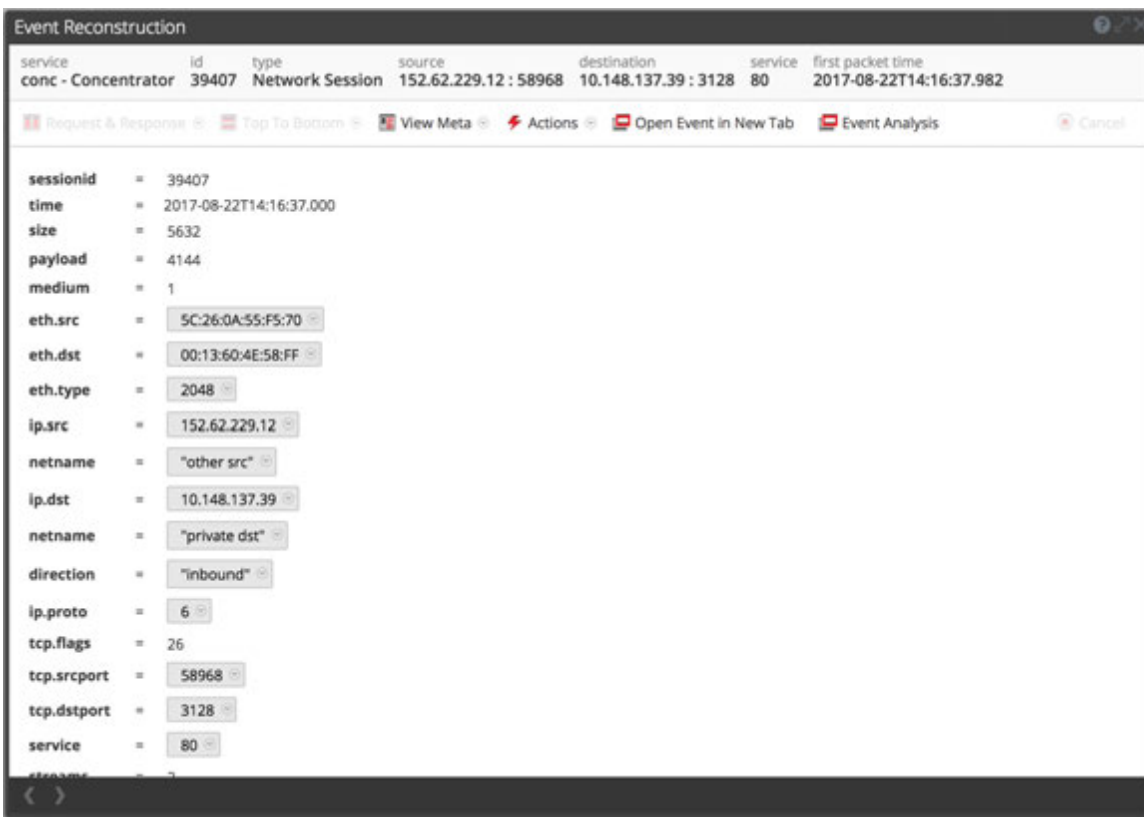 Event Reconstruction
service id type source destination service first packet time
conc - Concentrator 39407 Network Session 152.62.229.12 : 58968 10.148.137.39 : 3128 80 2017-08-22T14:16:37.982
Request & Response Top To Bottom View Meta Actions Open Event in New Tab Event Analysis Cancel
sessionid = 39407
time = 2017-08-22T14:16:37.000
size = 5632
payload = 4144
medium = 1
eth.src = 5C:26:0A:55:F5:70
eth.dst = 00:13:60:4E:58:FF
eth.type = 2048
ip.src = 152.62.229.12
netname = "other src"
ip.dst = 10.148.137.39
netname = "private dst"
direction = "inbound"
ip.proto = 6
tcp.flags = 26
tcp.srcport = 58968
tcp.dstport = 3128
service = 80
streams = 2